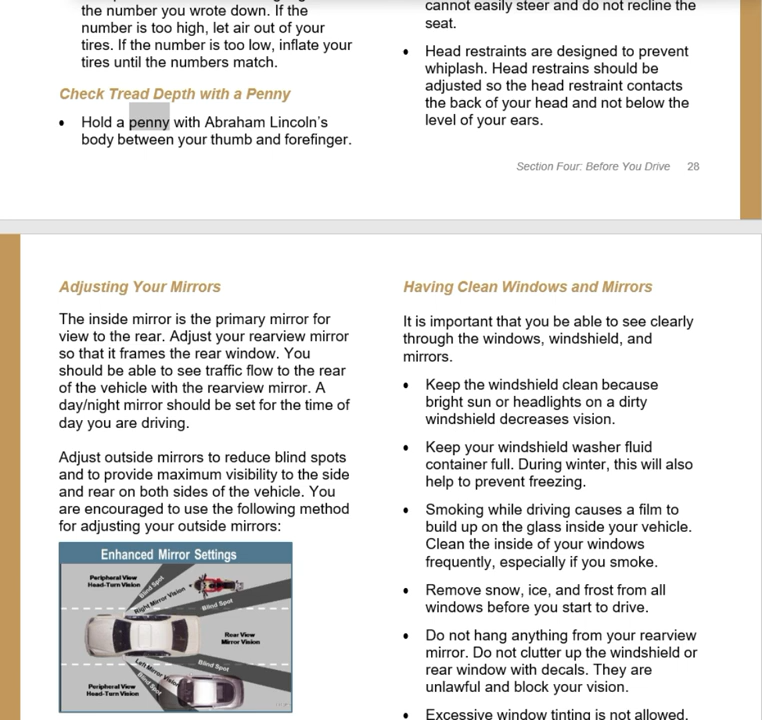 the number you wrote down. If the
number is too high, let air out of your
tires. If the number is too low, inflate your
tires until the numbers match.
Check Tread Depth with a Penny
• Hold a penny with Abraham Lincoln's
body between your thumb and forefinger.
cannot easily steer and do not recline the
seat.
• Head restraints are designed to prevent
whiplash. Head restrains should be
adjusted so the head restraint contacts
the back of your head and not below the
level of your ears.
Section Four: Before You Drive 28
Adjusting Your Mirrors
The inside mirror is the primary mirror for
view to the rear. Adjust your rearview mirror
so that it frames the rear window. You
should be able to see traffic flow to the rear
of the vehicle with the rearview mirror. A
day/night mirror should be set for the time of
day you are driving.
Adjust outside mirrors to reduce blind spots
and to provide maximum visibility to the side
and rear on both sides of the vehicle. You
are encouraged to use the following method
for adjusting your outside mirrors:
Enhanced Mirror Settings
Peripheral View
Head-Turn Vision
Blind Spot
Right Mirror Vision
Blind Spot
Rear View
Mirror Vision
Blind Spot
Left Mirror Vision
Blind Spot
Peripheral View
Head-Turn Vision
Having Clean Windows and Mirrors
It is important that you be able to see clearly
through the windows, windshield, and
mirrors.
• Keep the windshield clean because
bright sun or headlights on a dirty
windshield decreases vision.
• Keep your windshield washer fluid
container full. During winter, this will also
help to prevent freezing.
• Smoking while driving causes a film to
build up on the glass inside your vehicle.
Clean the inside of your windows
frequently, especially if you smoke.
• Remove snow, ice, and frost from all
windows before you start to drive.
• Do not hang anything from your rearview
mirror. Do not clutter up the windshield or
rear window with decals. They are
unlawful and block your vision.
• Excessive window tinting is not allowed.